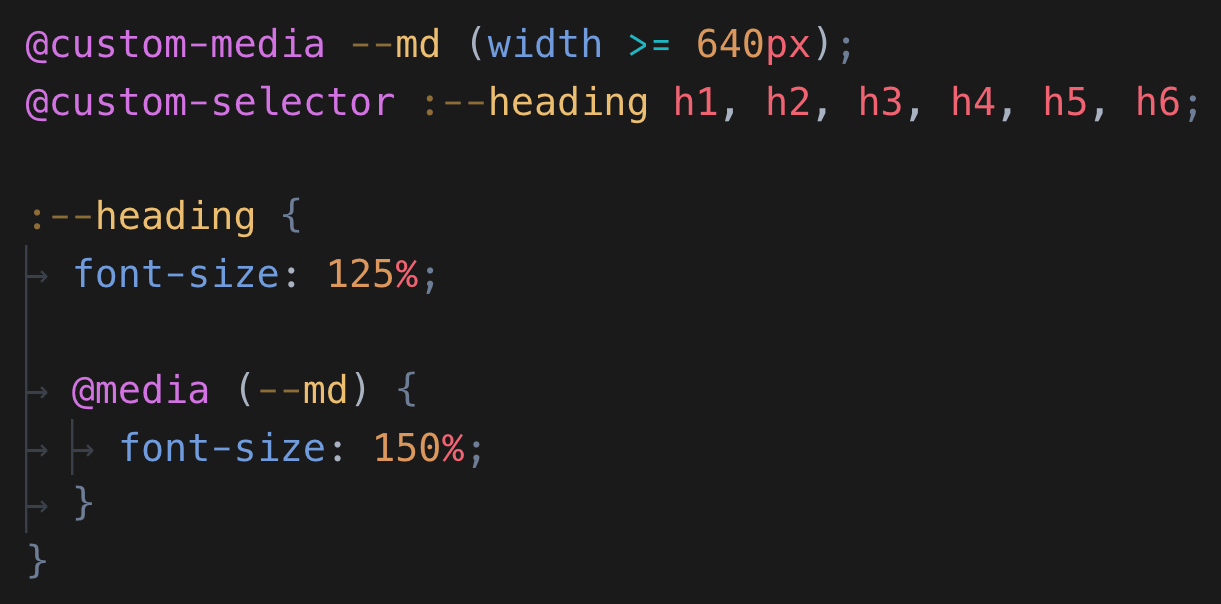 @custom-media --md (width >= 640px);
@custom-selector :--heading h1, h2, h3, h4, h5, h6;

:--heading {
	font-size: 125%;

	@media (--md) {
		font-size: 150%;
	}
}